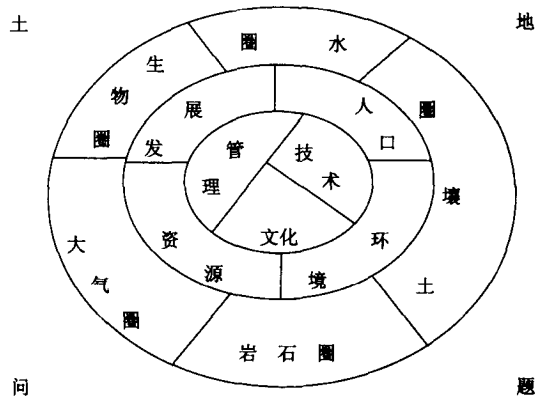 土地
问题
水圈
生物圈
大气圈
岩石圈
土壤圈
发展
人口
资源
环境
管理
技术
文化